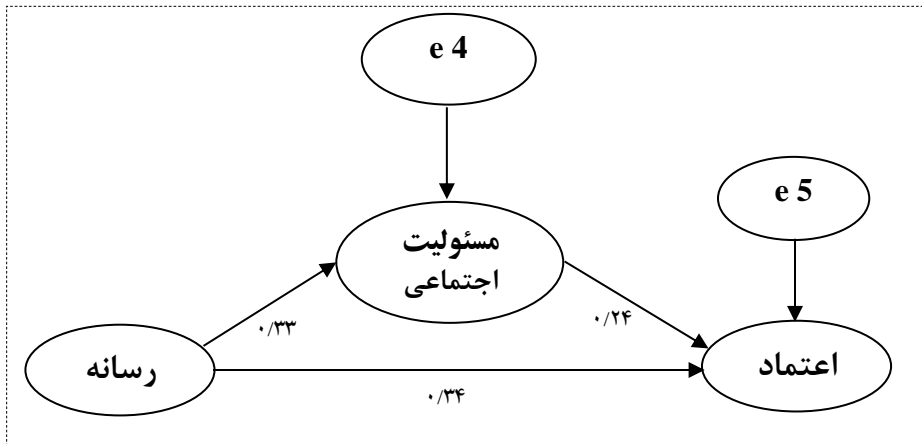 e 4
e 5
مسئولیت
اجتماعی
۰/۳۳
۰/۲۴
رسانه
اعتماد
۰/۳۴